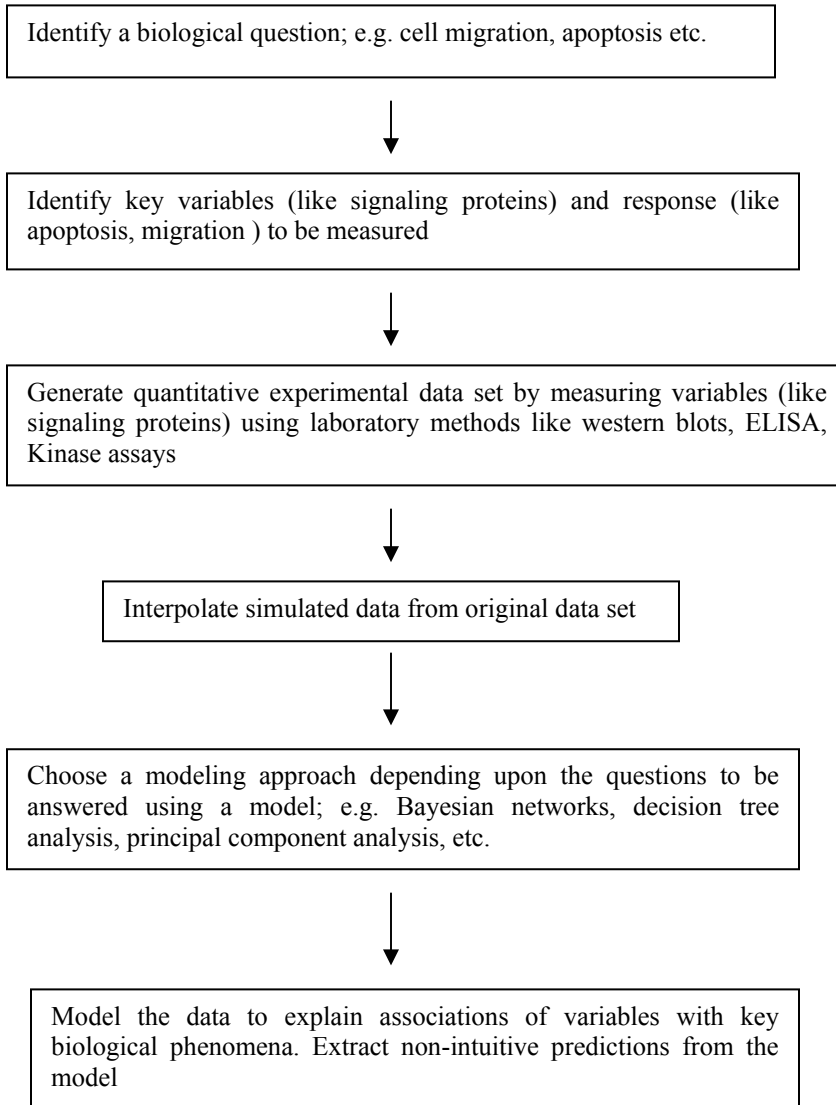 Identify a biological question; e.g. cell migration, apoptosis etc.
Identify key variables (like signaling proteins) and response (like
apoptosis, migration ) to be measured
Generate quantitative experimental data set by measuring variables (like
signaling proteins) using laboratory methods like western blots, ELISA,
Kinase assays
Interpolate simulated data from original data set
Choose a modeling approach depending upon the questions to be
answered using a model; e.g. Bayesian networks, decision tree
analysis, principal component analysis, etc.
Model the data to explain associations of variables with key
biological phenomena. Extract non-intuitive predictions from the
model